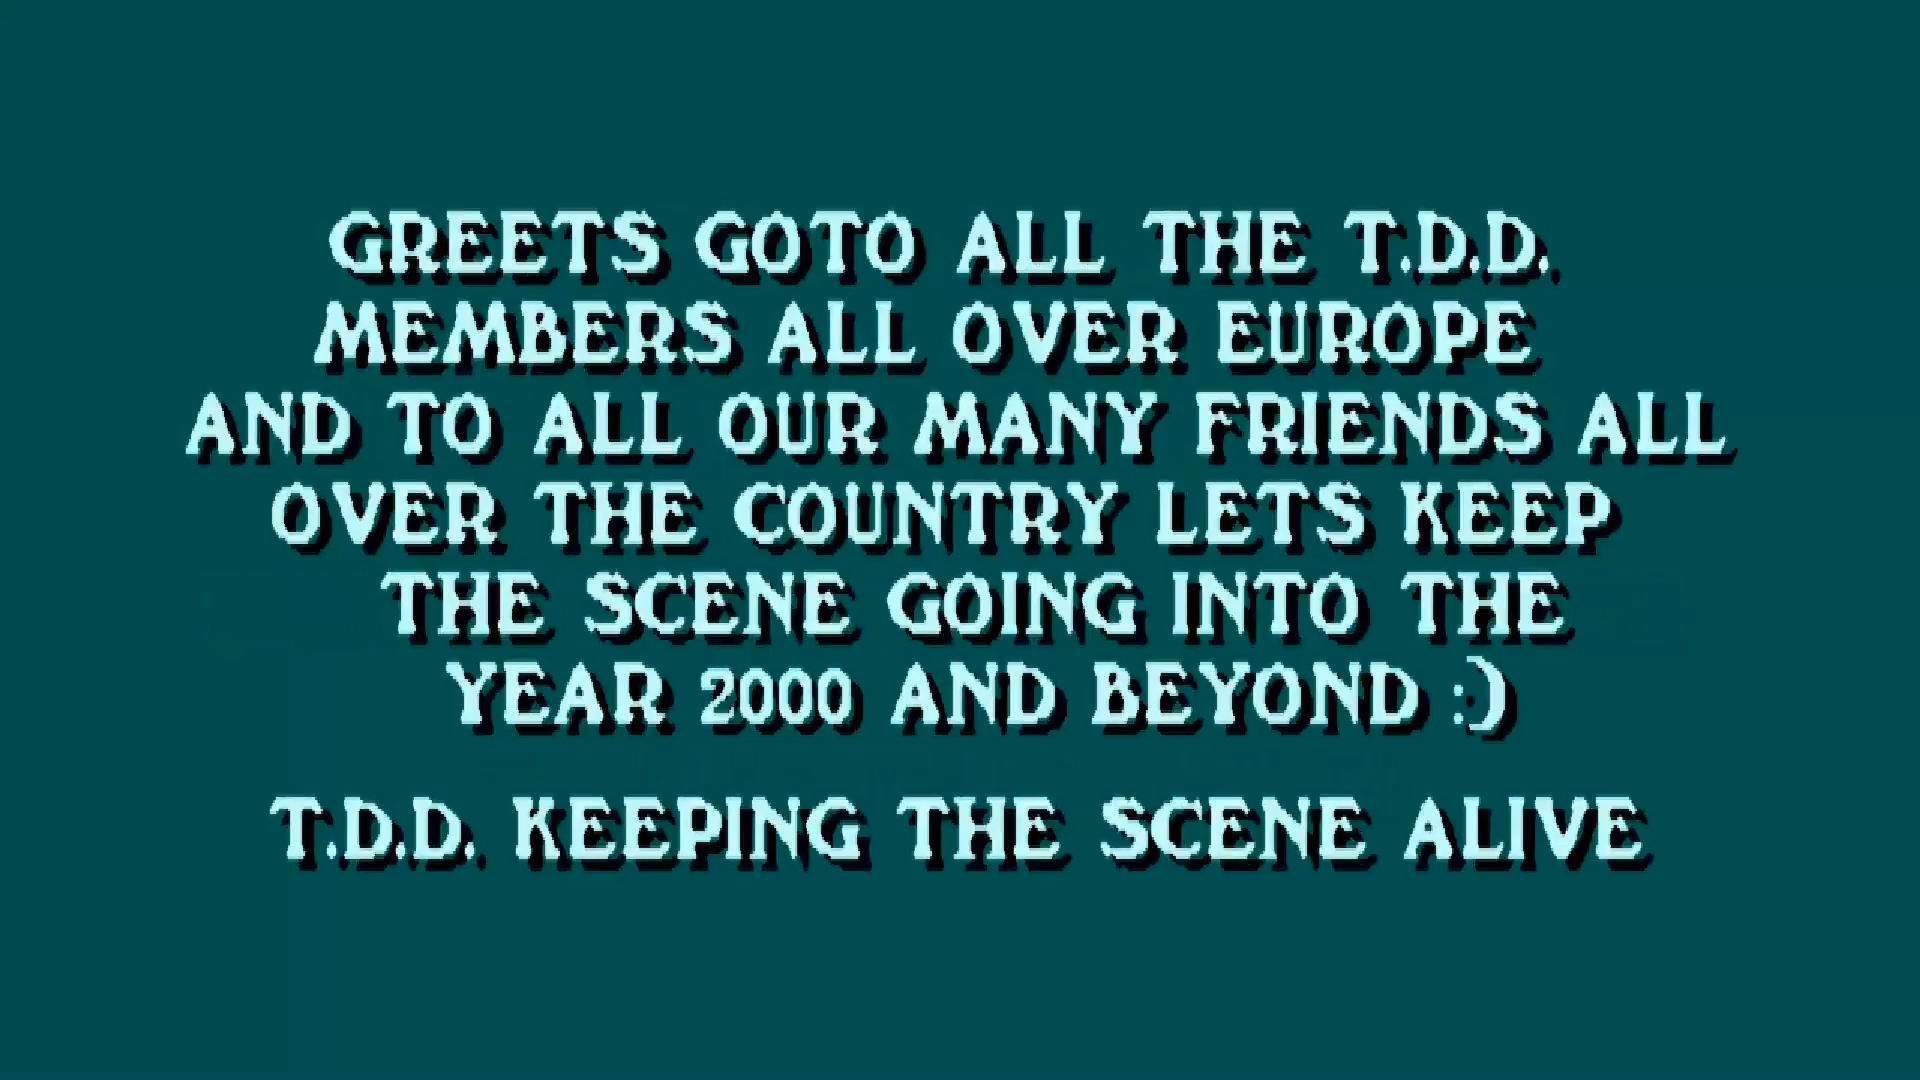 GREETS GOTO ALL THE T.D.D.
MEMBERS ALL OVER EUROPE
AND TO ALL OUR MANY FRIENDS ALL
OVER THE COUNTRY LETS KEEP
THE SCENE GOING INTO THE
YEAR 2000 AND BEYOND :)
T.D.D. KEEPING THE SCENE ALIVE